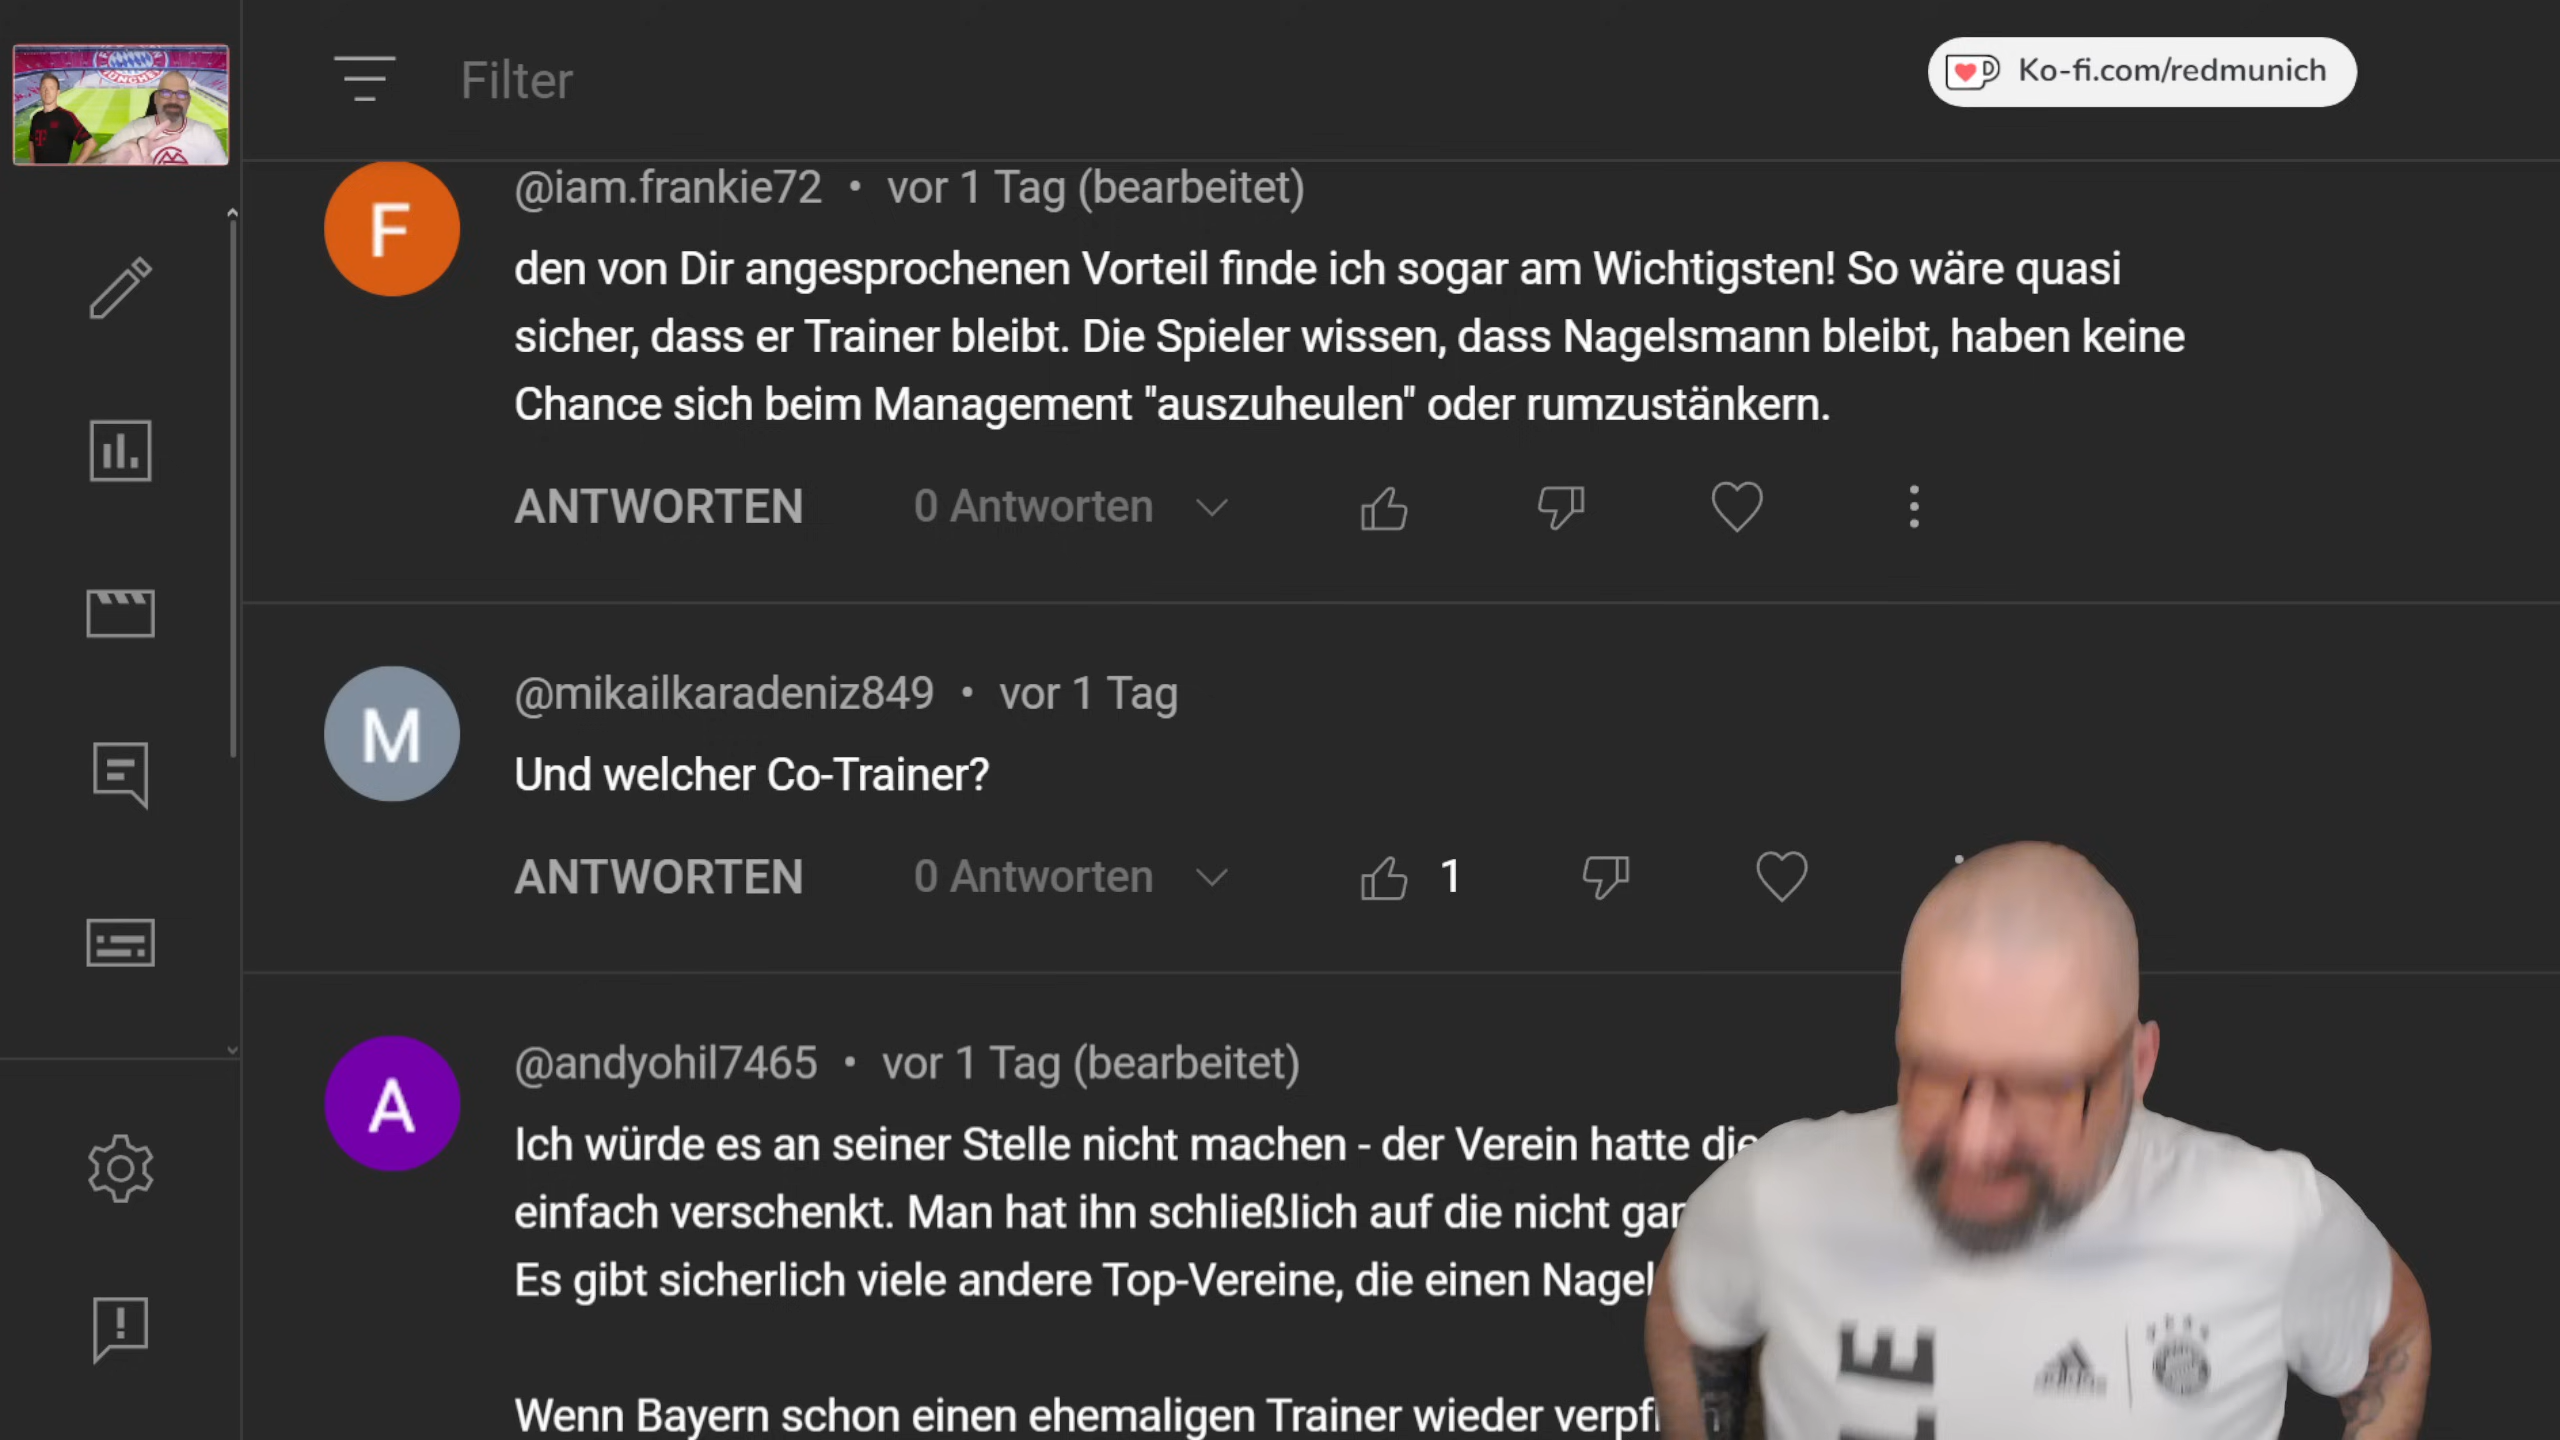 Filter
Ko-fi.com/redmunich
F
@iam.frankie72 • vor 1 Tag (bearbeitet)
den von Dir angesprochenen Vorteil finde ich sogar am Wichtigsten! So wäre quasi
sicher, dass er Trainer bleibt. Die Spieler wissen, dass Nagelsmann bleibt, haben keine
Chance sich beim Management "auszuheulen" oder rumzustänkern.
ANTWORTEN 0 Antworten
M
@mikailkaradeniz849 • vor 1 Tag
Und welcher Co-Trainer?
ANTWORTEN 0 Antworten 1
A
@andyohil7465 • vor 1 Tag (bearbeitet)
Ich würde es an seiner Stelle nicht machen - der Verein hatte die
einfach verschenkt. Man hat ihn schließlich auf die nicht
Es gibt sicherlich viele andere Top-Vereine, die einen
Wenn Bayern schon einen ehemaligen Trainer wieder